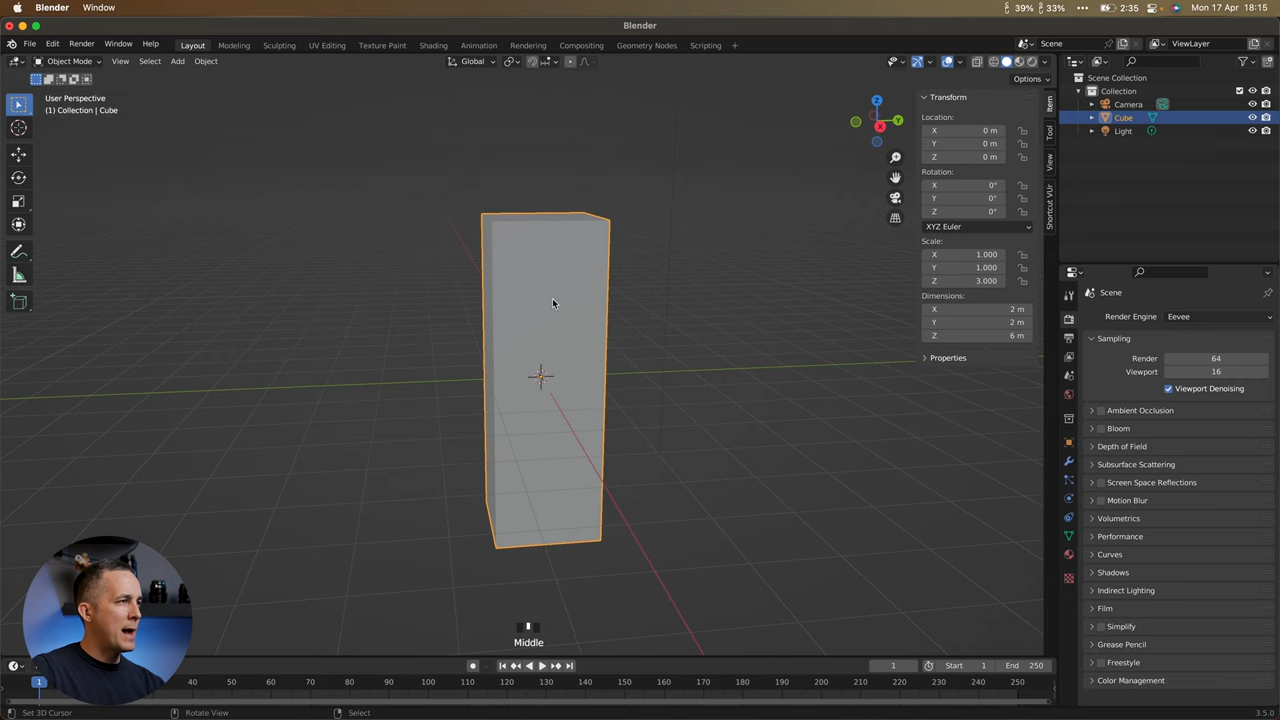 Blender Window 39% 33% 2:35 Mon 17 Apr 18:15
Blender
File Edit Render Window Help Layout Modeling Sculpting UV Editing Texture Paint Shading Animation Rendering Compositing Geometry Nodes Scripting + Scene ViewLayer
Object Mode View Select Add Object Global
Options
User Perspective
(1) Collection | Cube
Z
Y
X
Transform
Location:
X 0 m
Y 0 m
Z 0 m
Rotation:
X 0°
Y 0°
Z 0°
XYZ Euler
Scale:
X 1.000
Y 1.000
Z 3.000
Dimensions:
X 2 m
Y 2 m
Z 6 m
Properties
Item
Tool
View
Shortcut VUr
Scene Collection
Collection
Camera
Cube
Light
Scene
Render Engine Eevee
Sampling
Render 64
Viewport 16
Viewport Denoising
Ambient Occlusion
Bloom
Depth of Field
Subsurface Scattering
Screen Space Reflections
Motion Blur
Volumetrics
Performance
Curves
Shadows
Indirect Lighting
Film
Simplify
Grease Pencil
Freestyle
Color Management
Middle
1 Start 1 End 250
1 40 50 60 70 80 90 100 110 120 130 140 150 160 170 180 190 200 210 220 230 240 250
Set 3D Cursor Rotate View Select 3.5.0